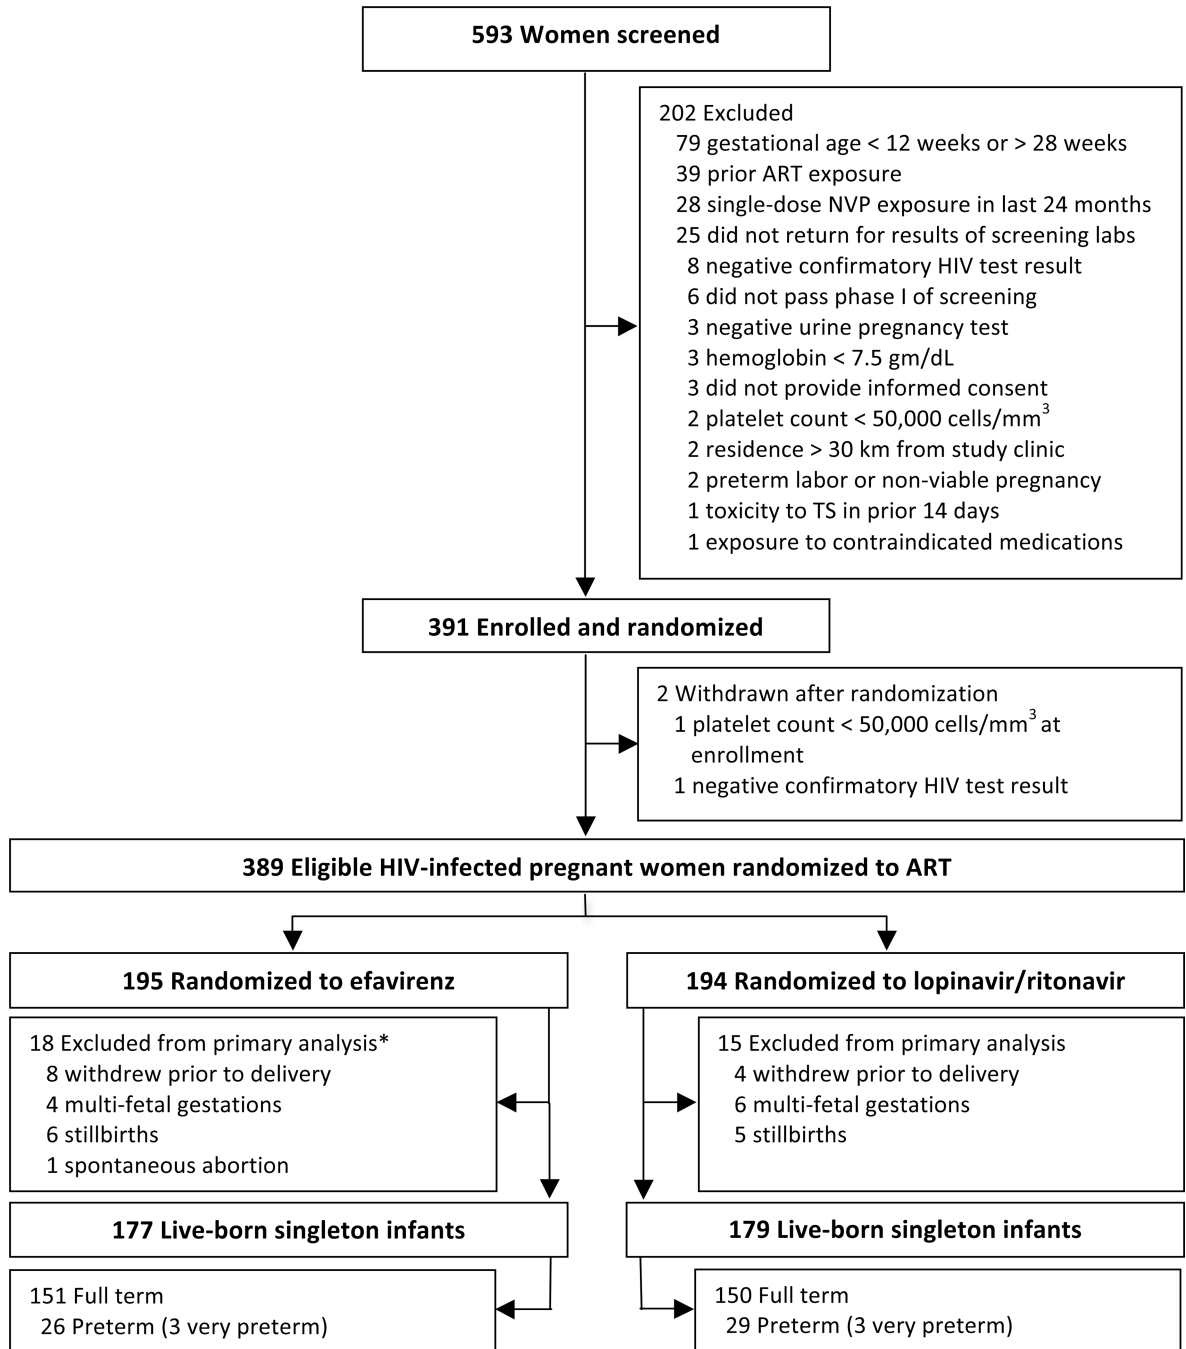 593 Women screened
202 Excluded
79 gestational age < 12 weeks or > 28 weeks
39 prior ART exposure
28 single-dose NVP exposure in last 24 months
25 did not return for results of screening labs
8 negative confirmatory HIV test result
6 did not pass phase I of screening
3 negative urine pregnancy test
3 hemoglobin < 7.5 gm/dL
3 did not provide informed consent
2 platelet count < 50,000 cells/mm³
2 residence > 30 km from study clinic
2 preterm labor or non-viable pregnancy
1 toxicity to TS in prior 14 days
1 exposure to contraindicated medications
391 Enrolled and randomized
2 Withdrawn after randomization
1 platelet count < 50,000 cells/mm³ at
enrollment
1 negative confirmatory HIV test result
389 Eligible HIV-infected pregnant women randomized to ART
195 Randomized to efavirenz
18 Excluded from primary analysis*
8 withdrew prior to delivery
4 multi-fetal gestations
6 stillbirths
1 spontaneous abortion
177 Live-born singleton infants
151 Full term
26 Preterm (3 very preterm)
194 Randomized to lopinavir/ritonavir
15 Excluded from primary analysis
4 withdrew prior to delivery
6 multi-fetal gestations
5 stillbirths
179 Live-born singleton infants
150 Full term
29 Preterm (3 very preterm)